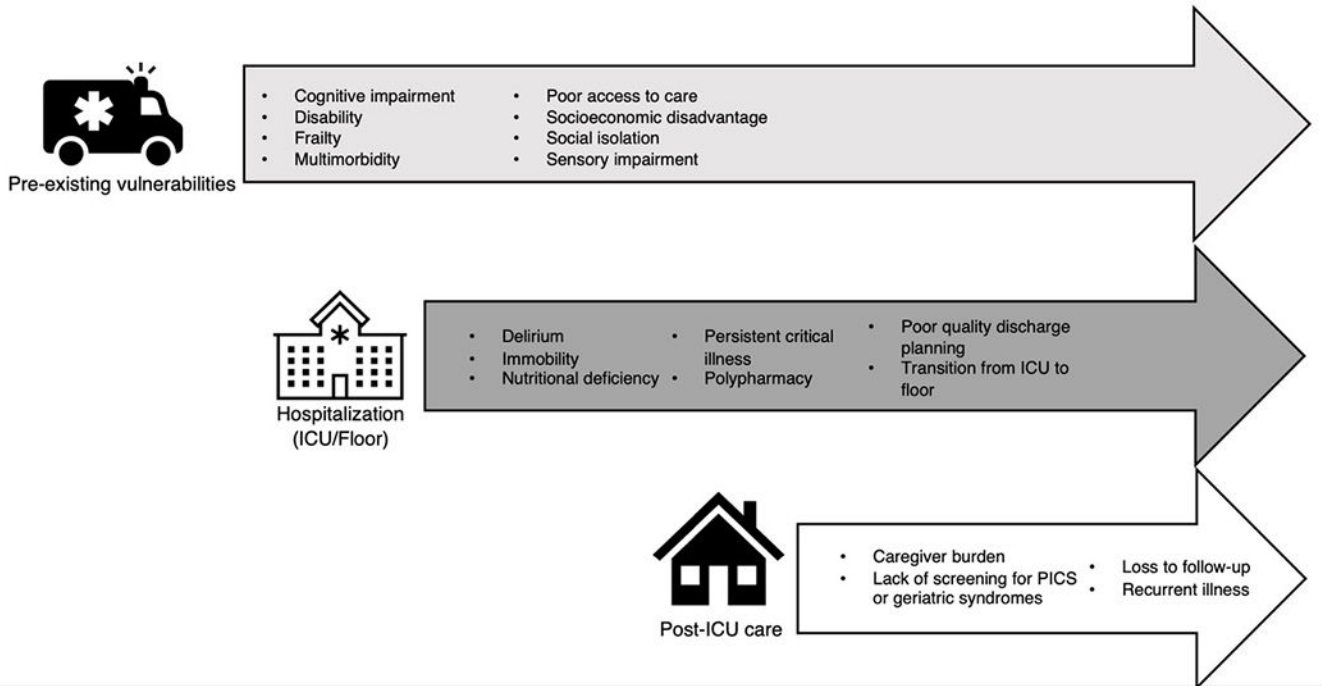 Pre-existing vulnerabilities
• Cognitive impairment
• Disability
• Frailty
• Multimorbidity
• Poor access to care
• Socioeconomic disadvantage
• Social isolation
• Sensory impairment
Hospitalization
(ICU/Floor)
• Delirium
• Immobility
• Nutritional deficiency
• Persistent critical
illness
• Polypharmacy
• Poor quality discharge
planning
• Transition from ICU to
floor
Post-ICU care
• Caregiver burden
• Lack of screening for PICS
or geriatric syndromes
• Loss to follow-up
• Recurrent illness